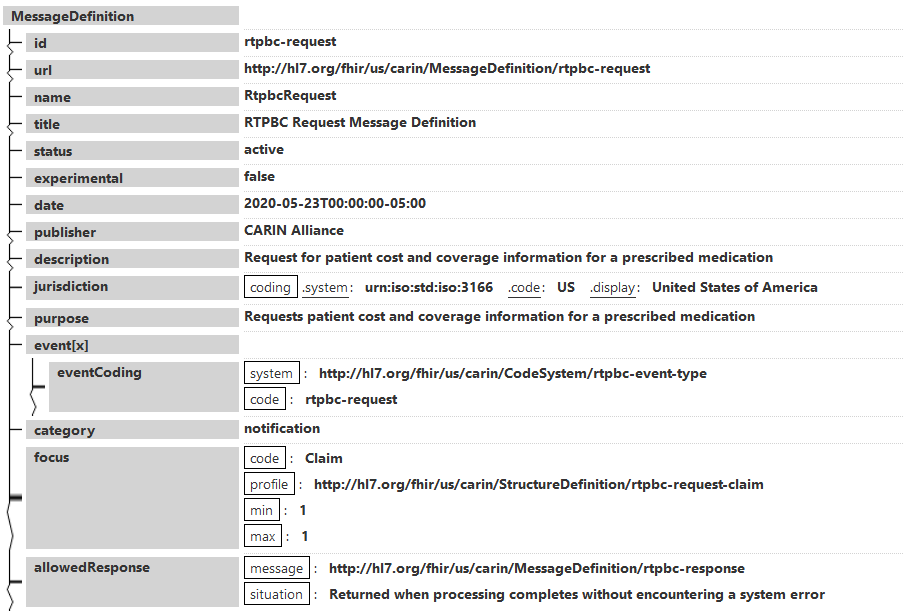 MessageDefinition
id rtpbc-request
url http://hl7.org/fhir/us/carin/MessageDefinition/rtpbc-request
name RtpbcRequest
title RTPBC Request Message Definition
status active
experimental false
date 2020-05-23T00:00:00-05:00
publisher CARIN Alliance
description Request for patient cost and coverage information for a prescribed medication
jurisdiction coding .system: urn:iso:std:iso:3166 .code: US .display: United States of America
purpose Requests patient cost and coverage information for a prescribed medication
event[x]
eventCoding system : http://hl7.org/fhir/us/carin/CodeSystem/rtpbc-event-type
code : rtpbc-request
category notification
focus code : Claim
profile : http://hl7.org/fhir/us/carin/StructureDefinition/rtpbc-request-claim
min : 1
max : 1
allowedResponse message : http://hl7.org/fhir/us/carin/MessageDefinition/rtpbc-response
situation : Returned when processing completes without encountering a system error